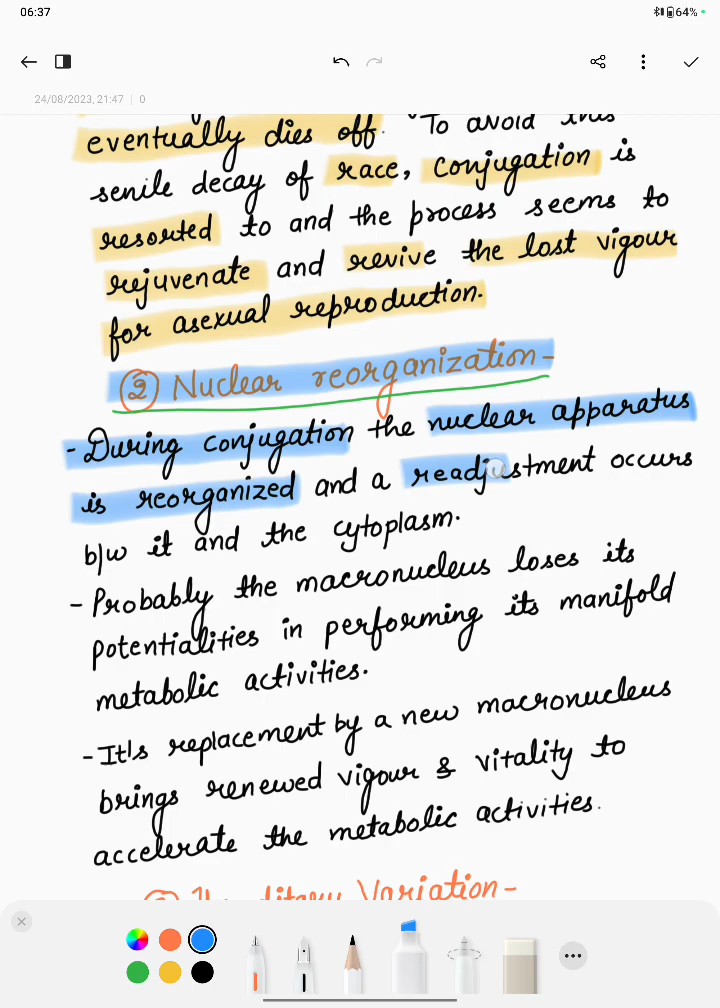 06:37
64%
24/08/2023, 21:47 | 0
eventually dies off. To avoid this
senile decay of race, conjugation is
resorted to and the process seems to
rejuvenate and revive the lost vigour
for asexual reproduction.
② Nuclear reorganization-
- During conjugation the nuclear apparatus
is reorganized and a readjustment occurs
b/w it and the cytoplasm.
- Probably the macronucleus loses its
potentialities in performing its manifold
metabolic activities.
- It's replacement by a new macronucleus
brings renewed vigour & vitality to
accelerate the metabolic activities.
Variation-